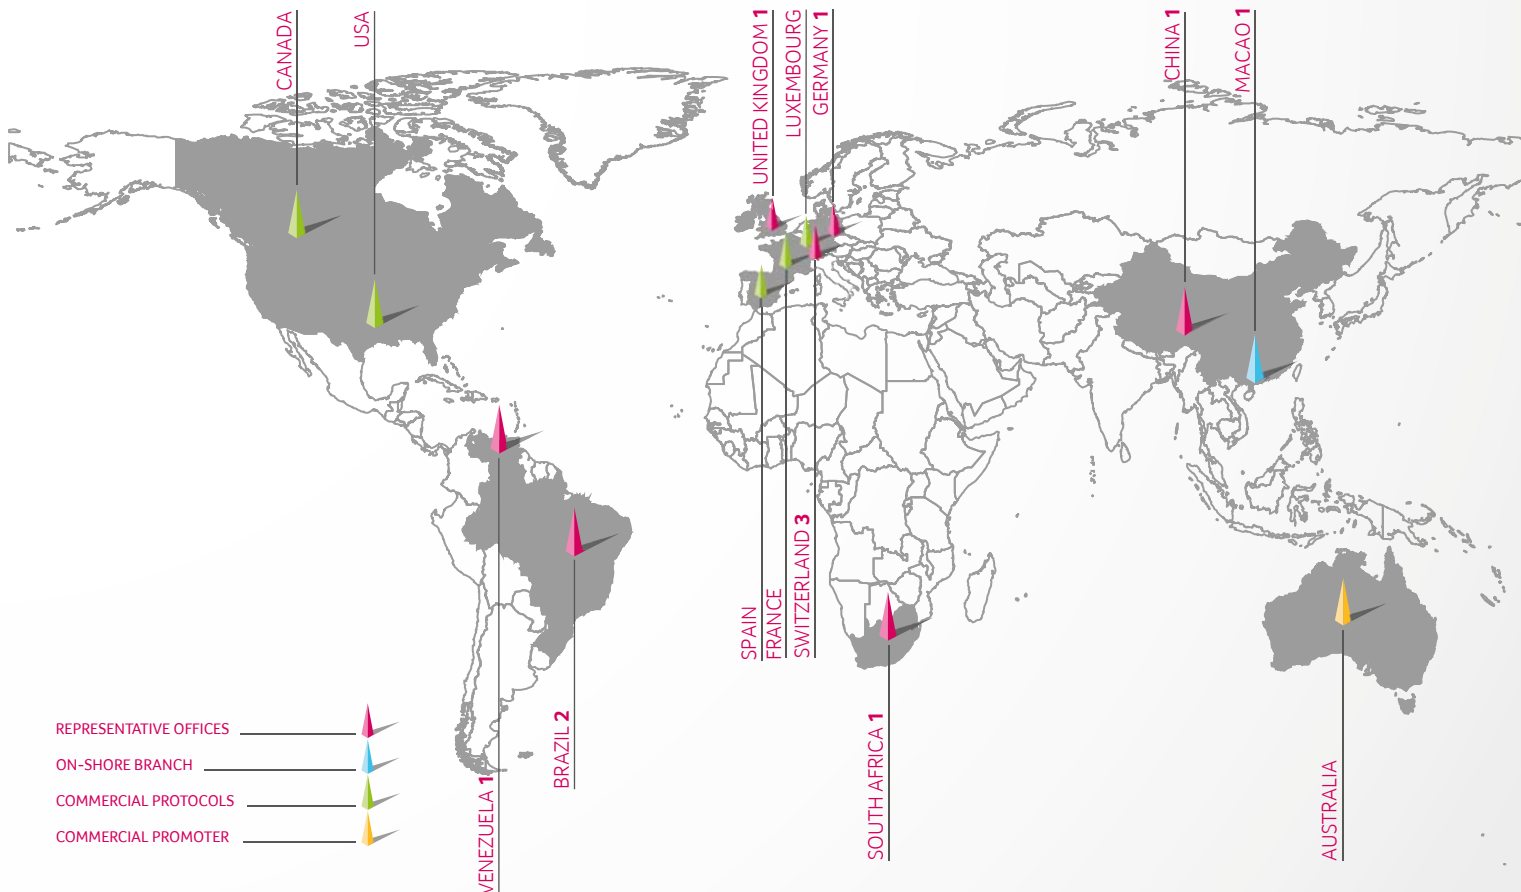 CANADA
USA
UNITED KINGDOM 1
LUXEMBOURG
GERMANY 1
CHINA 1
MACAO 1
SPAIN
FRANCE
SWITZERLAND 3
VENEZUELA 1
BRAZIL 2
SOUTH AFRICA 1
AUSTRALIA
REPRESENTATIVE OFFICES
ON-SHORE BRANCH
COMMERCIAL PROTOCOLS
COMMERCIAL PROMOTER